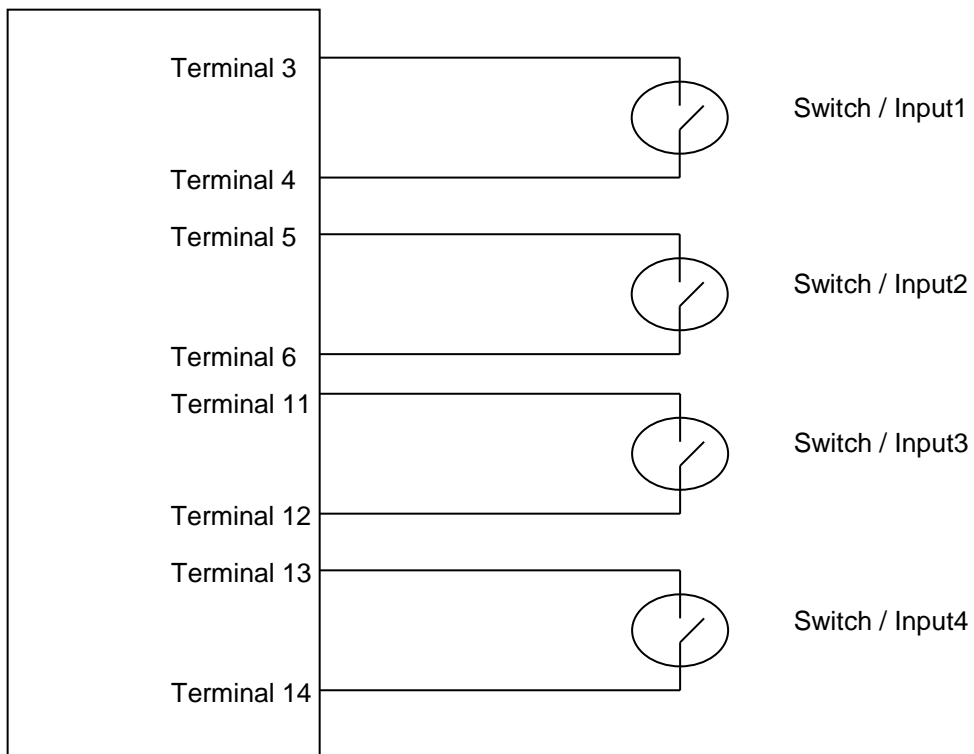 Terminal 3
Switch / Input1
Terminal 4
Terminal 5
Switch / Input2
Terminal 6
Terminal 11
Switch / Input3
Terminal 12
Terminal 13
Switch / Input4
Terminal 14